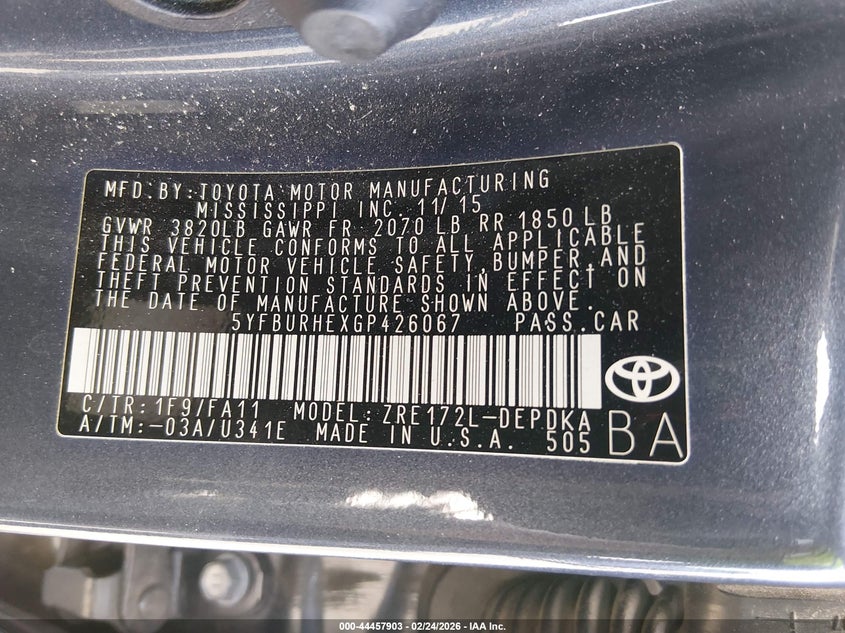 MFD.BY:TOYOTA MOTOR MANUFACTURING
MISSISSIPPI INC. 11/15
GVWR 3820LB GAWR FR 2070 LB RR 1850 LB
THIS VEHICLE CONFORMS TO ALL APPLICABLE
FEDERAL MOTOR VEHICLE SAFETY,BUMPER,AND
THEFT PREVENTION STANDARDS IN EFFECT ON
THE DATE OF MANUFACTURE SHOWN ABOVE.
5YFBURHEXGP426067 PASS.CAR
C/TR:1F9/FA11 MODEL:ZRE172L-DEPDKA
A/TM:-03A/U341E MADE IN U.S.A. 505
BA
000-44457903 | 02/24/2026 - IAA Inc.